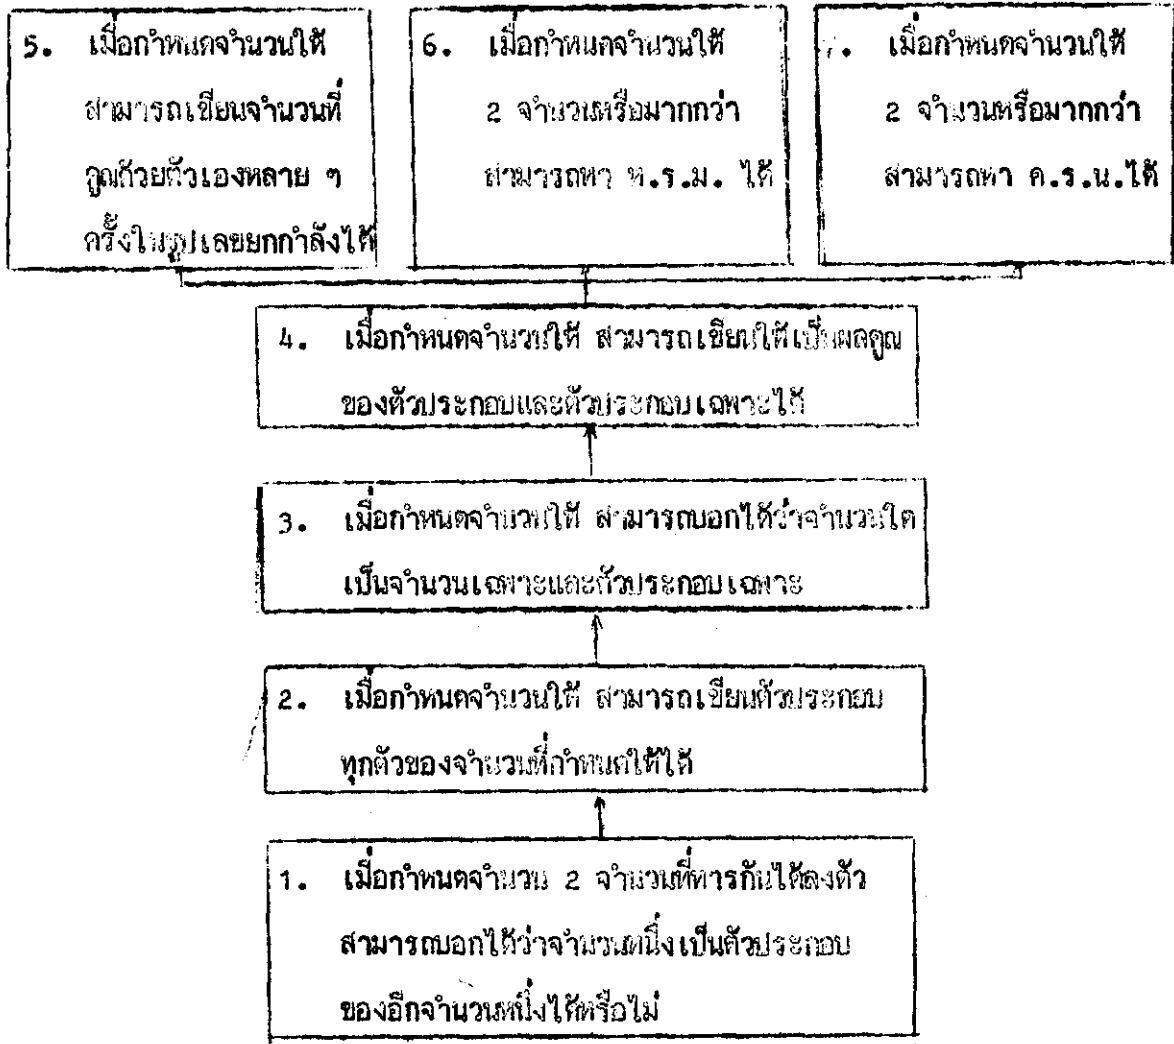 5. เมื่อกำหนดจำนวนให้
สามารถเขียนจำนวนที่
คูณด้วยตัวเองหลาย ๆ
ครั้งในรูปเลขยกกำลังได้
6. เมื่อกำหนดจำนวนให้
2 จำนวนหรือมากกว่า
สามารถหา ห.ร.ม. ได้
7. เมื่อกำหนดจำนวนให้
2 จำนวนหรือมากกว่า
สามารถหา ค.ร.น.ได้
4. เมื่อกำหนดจำนวนให้ สามารถเขียนให้เป็นผลคูณ
ของตัวประกอบและตัวประกอบเฉพาะได้
3. เมื่อกำหนดจำนวนให้ สามารถบอกได้ว่าจำนวนใด
เป็นจำนวนเฉพาะและตัวประกอบเฉพาะ
2. เมื่อกำหนดจำนวนให้ สามารถเขียนตัวประกอบ
ทุกตัวของจำนวนที่กำหนดให้ได้
1. เมื่อกำหนดจำนวน 2 จำนวนที่หารกันได้ลงตัว
สามารถบอกได้ว่าจำนวนหนึ่งเป็นตัวประกอบ
ของอีกจำนวนหนึ่งได้หรือไม่